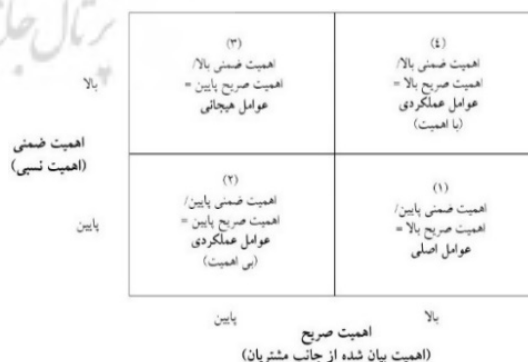 پرتال جا
(۳)
اهمیت ضمنی بالا/
اهمیت صریح پایین =
عوامل هیجانی
(٤)
اهمیت ضمنی بالا/
اهمیت صریح بالا =
عوامل عملکردی
(با اهمیت)
بالا
اهمیت ضمنی
(اهمیت نسبی)
(۲)
اهمیت ضمنی پایین/
اهمیت صریح پایین =
عوامل عملکردی
(بی اهمیت)
(۱)
اهمیت ضمنی پایین/
اهمیت صریح بالا =
عوامل اصلی
پایین
پایین
بالا
اهمیت صریح
(اهمیت بیان شده از جانب مشتریان)